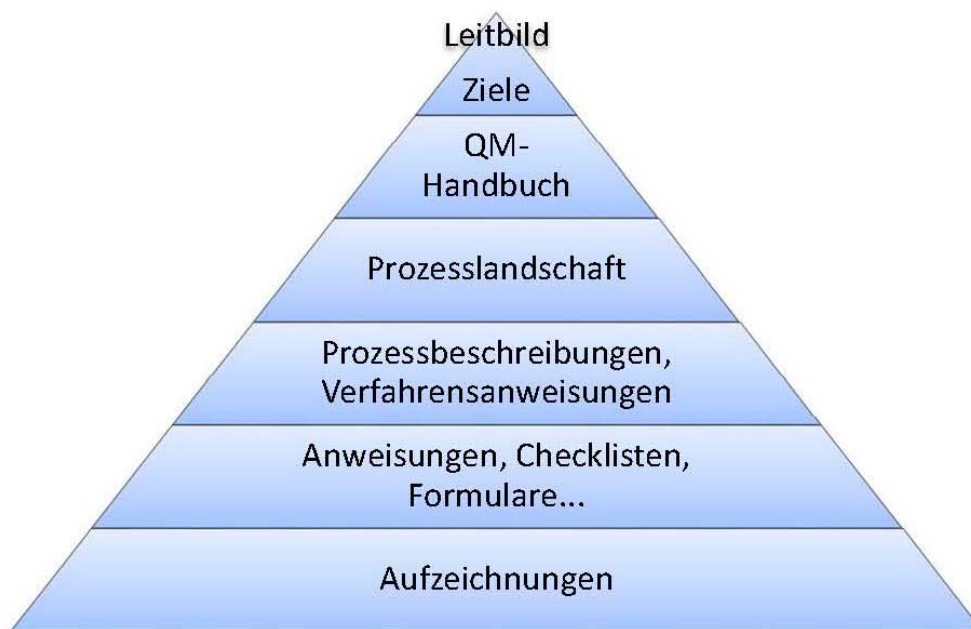 Leitbild
Ziele
QM-
Handbuch
Prozesslandschaft
Prozessbeschreibungen,
Verfahrensanweisungen
Anweisungen, Checklisten,
Formulare...
Aufzeichnungen